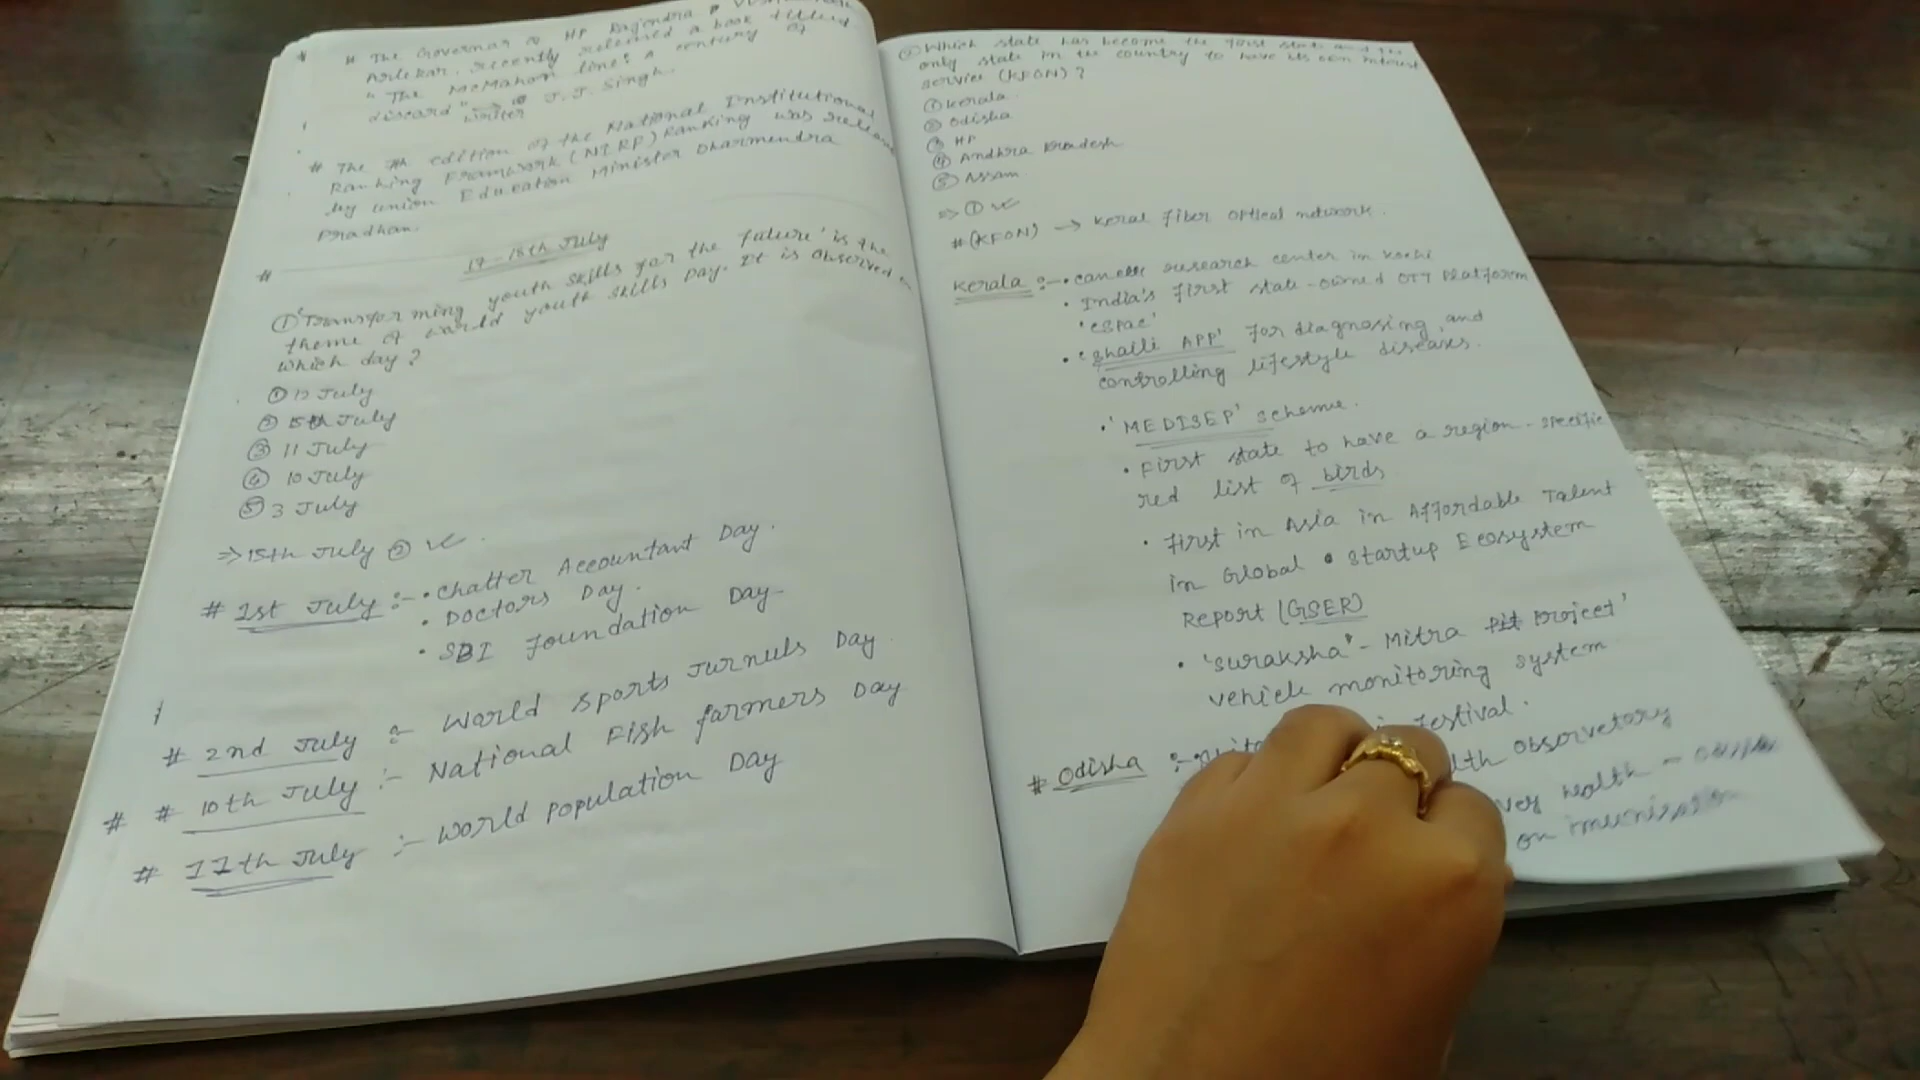 # The Governor of HP Rajendra
Arlekar, recently released a book titled
"The McMahon line: A century of
discard" → J.J. Singh.
writer
# The 7th edition of the National Institutional
Ranking Framwork (NIRF) Ranking was release
by union Education Minister Dharmendra
Pradhan.
17-18th July
#
① 'Transforming youth skills for the future' is the
theme of world youth skills Day. It is observed on
which day?
① 12 July
② 15th July
③ 11 July
④ 10 July
⑤ 3 July
⇒ 15th July ② ✓.
# 1st July :- • Chatter Accountant Day.
• Doctors Day.
• SBI foundation Day
# 2nd July :- World sports Jurnuls Day
# # 10th July :- National Fish farmers Day
# 11th July :- World Population Day
② Which state has become the first state and the
only state in the country to have its own internet
service (KFON)?
① Kerala
② Odisha
③ HP
④ Andhra Pradesh
⑤ Assam
⇒ ① ✓
# (KFON) → Keral fiber optical network.
Kerala :- • research center in Kochi
• India's first state-owned OTT Platform
'CSPAC'
• 'Shaili APP' for diagnosing and
controlling lifestyle diseases.
• 'MEDISEP' scheme.
• First state to have a region-specific
red list of birds
• First in Asia in Affordable Talent
in Global Startup Ecosystem
Report (GSER)
• 'Suraksha'-Mitra Project'
vehicle monitoring system
# Odisha :- festival.
observetory
health -
on